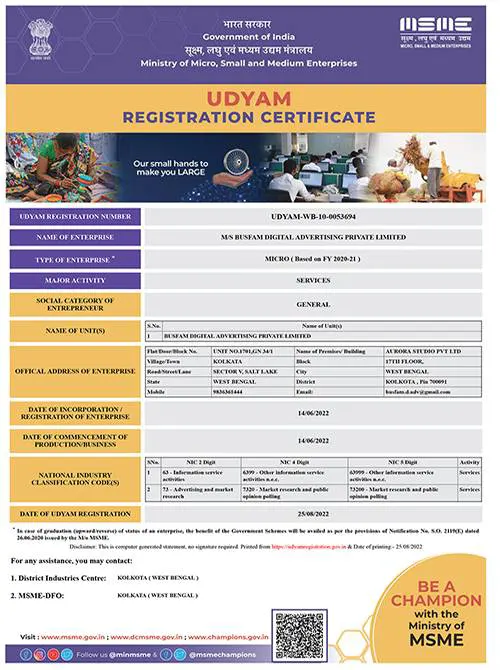 भारत सरकार
Government of India
सूक्ष्म, लघु एवं मध्यम उद्यम मंत्रालय
Ministry of Micro, Small and Medium Enterprises
MSME
सूक्ष्म, लघु एवं मध्यम उद्यम
MICRO, SMALL & MEDIUM ENTERPRISES
UDYAM
REGISTRATION CERTIFICATE
Our small hands to
make you LARGE
UDYAM REGISTRATION NUMBER UDYAM-WB-10-0053694
NAME OF ENTERPRISE M/S BUSFAM DIGITAL ADVERTISING PRIVATE LIMITED
TYPE OF ENTERPRISE * MICRO ( Based on FY 2020-21 )
MAJOR ACTIVITY SERVICES
SOCIAL CATEGORY OF
ENTREPRENEUR GENERAL
NAME OF UNIT(S)
S.No. Name of Unit(s)
1 BUSFAM DIGITAL ADVERTISING PRIVATE LIMITED
OFFICAL ADDRESS OF ENTERPRISE
Flat/Door/Block No. UNIT NO.1701,GN 34/1 Name of Premises/ Building AURORA STUDIO PVT LTD
Village/Town KOLKATA Block 17TH FLOOR,
Road/Street/Lane SECTOR V, SALT LAKE City WEST BENGAL
State WEST BENGAL District KOLKATA , Pin 700091
Mobile 9836361444 Email: busfam.d.adv@gmail.com
DATE OF INCORPORATION /
REGISTRATION OF ENTERPRISE 14/06/2022
DATE OF COMMENCEMENT OF
PRODUCTION/BUSINESS 14/06/2022
NATIONAL INDUSTRY
CLASSIFICATION CODE(S)
SNo. NIC 2 Digit NIC 4 Digit NIC 5 Digit Activity
1 63 - Information service
activities 6399 - Other information service
activities n.e.c. 63999 - Other information service
activities n.e.c. Services
2 73 - Advertising and market
research 7320 - Market research and public
opinion polling 73200 - Market research and public
opinion polling Services
DATE OF UDYAM REGISTRATION 25/08/2022
* In case of graduation (upward/reverse) of status of an enterprise, the benefit of the Government Schemes will be availed as per the provisions of Notification No. S.O. 2119(E) dated
26.06.2020 issued by the M/o MSME.
Disclaimer: This is computer generated statement, no signature required. Printed from https://udyamregistration.gov.in & Date of printing:- 25/08/2022
For any assistance, you may contact:
1. District Industries Centre: KOLKATA ( WEST BENGAL )
2. MSME-DFO: KOLKATA ( WEST BENGAL )
Visit : www.msme.gov.in ; www.dcmsme.gov.in ; www.champions.gov.in
Follow us @minmsme & @msmechampions
BE A
CHAMPION
with the
Ministry of
MSME